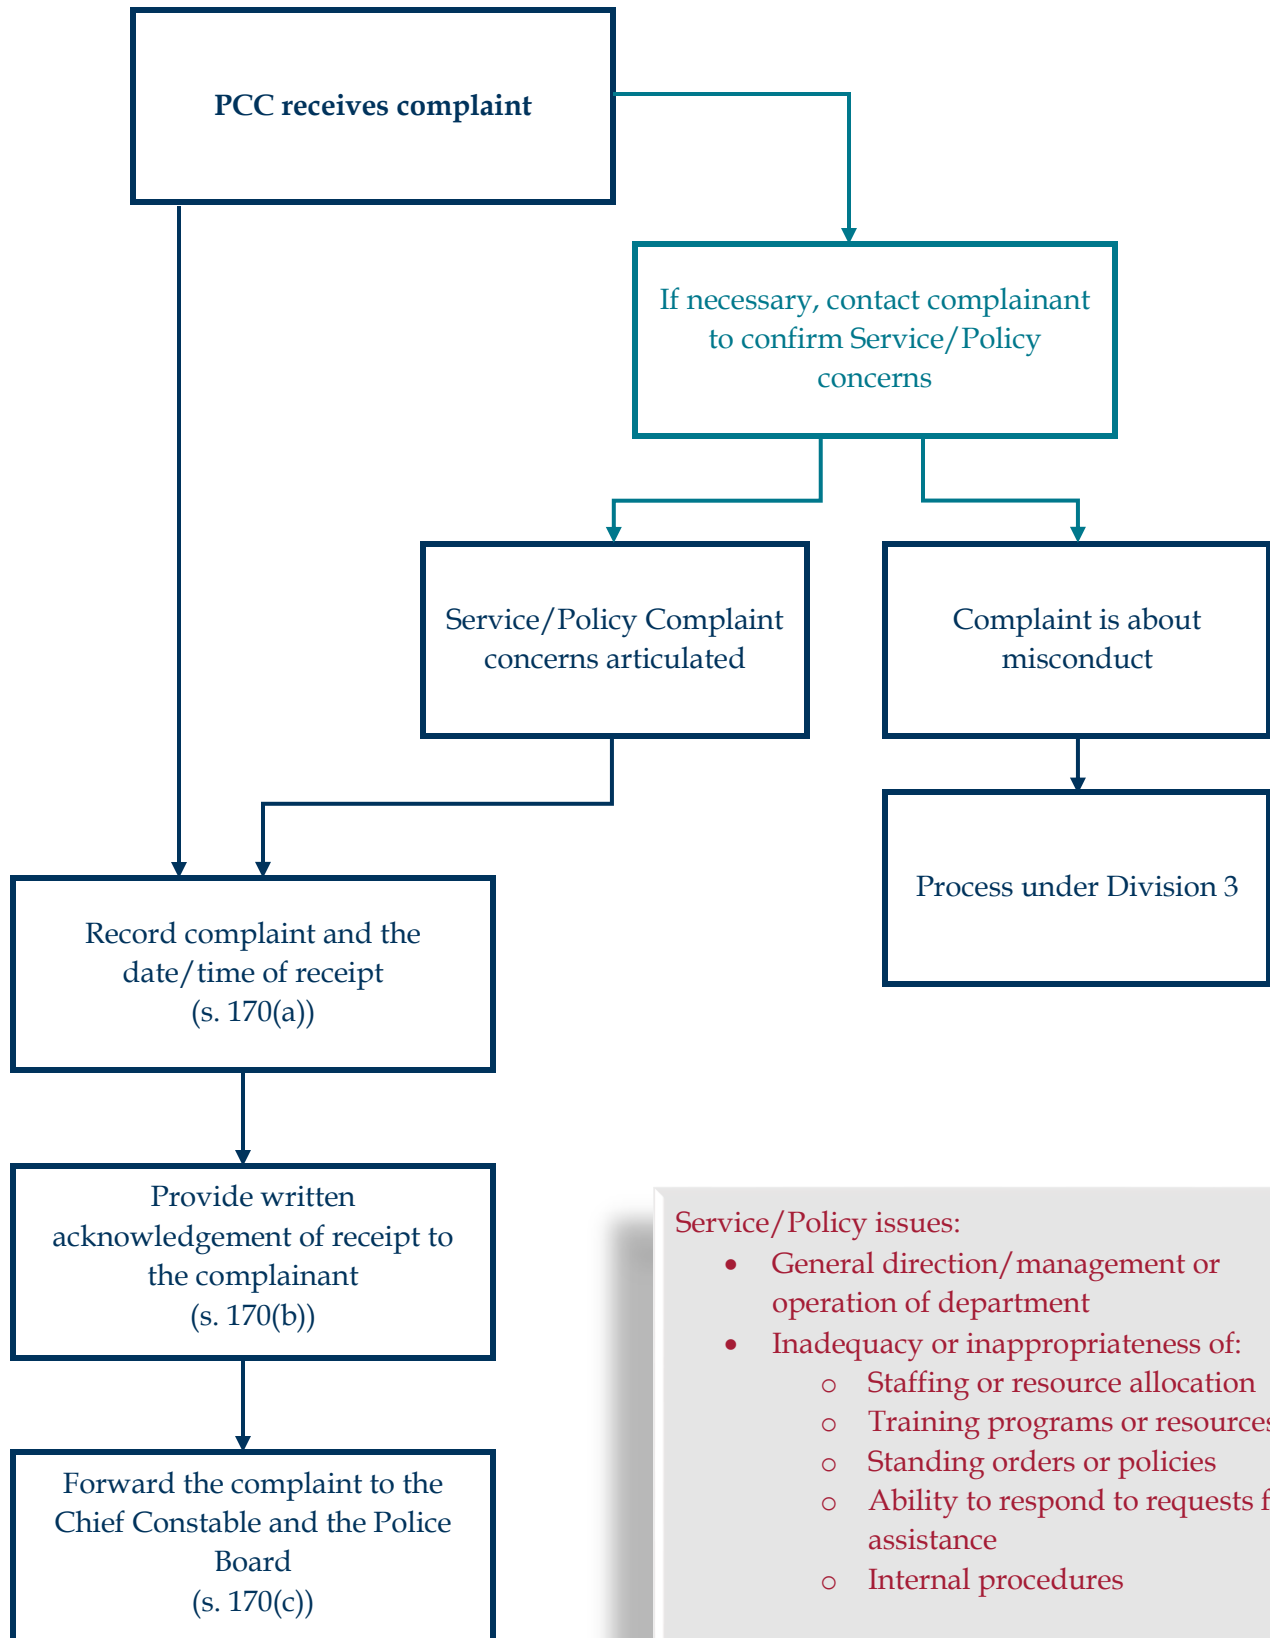 PCC receives complaint
If necessary, contact complainant
to confirm Service/Policy
concerns
Service/Policy Complaint
concerns articulated
Complaint is about
misconduct
Process under Division 3
Record complaint and the
date/time of receipt
(s. 170(a))
Provide written
acknowledgement of receipt to
the complainant
(s. 170(b))
Forward the complaint to the
Chief Constable and the Police
Board
(s. 170(c))
Service/Policy issues:
• General direction/management or
operation of department
• Inadequacy or inappropriateness of:
o Staffing or resource allocation
o Training programs or resources
o Standing orders or policies
o Ability to respond to requests
assistance
o Internal procedures